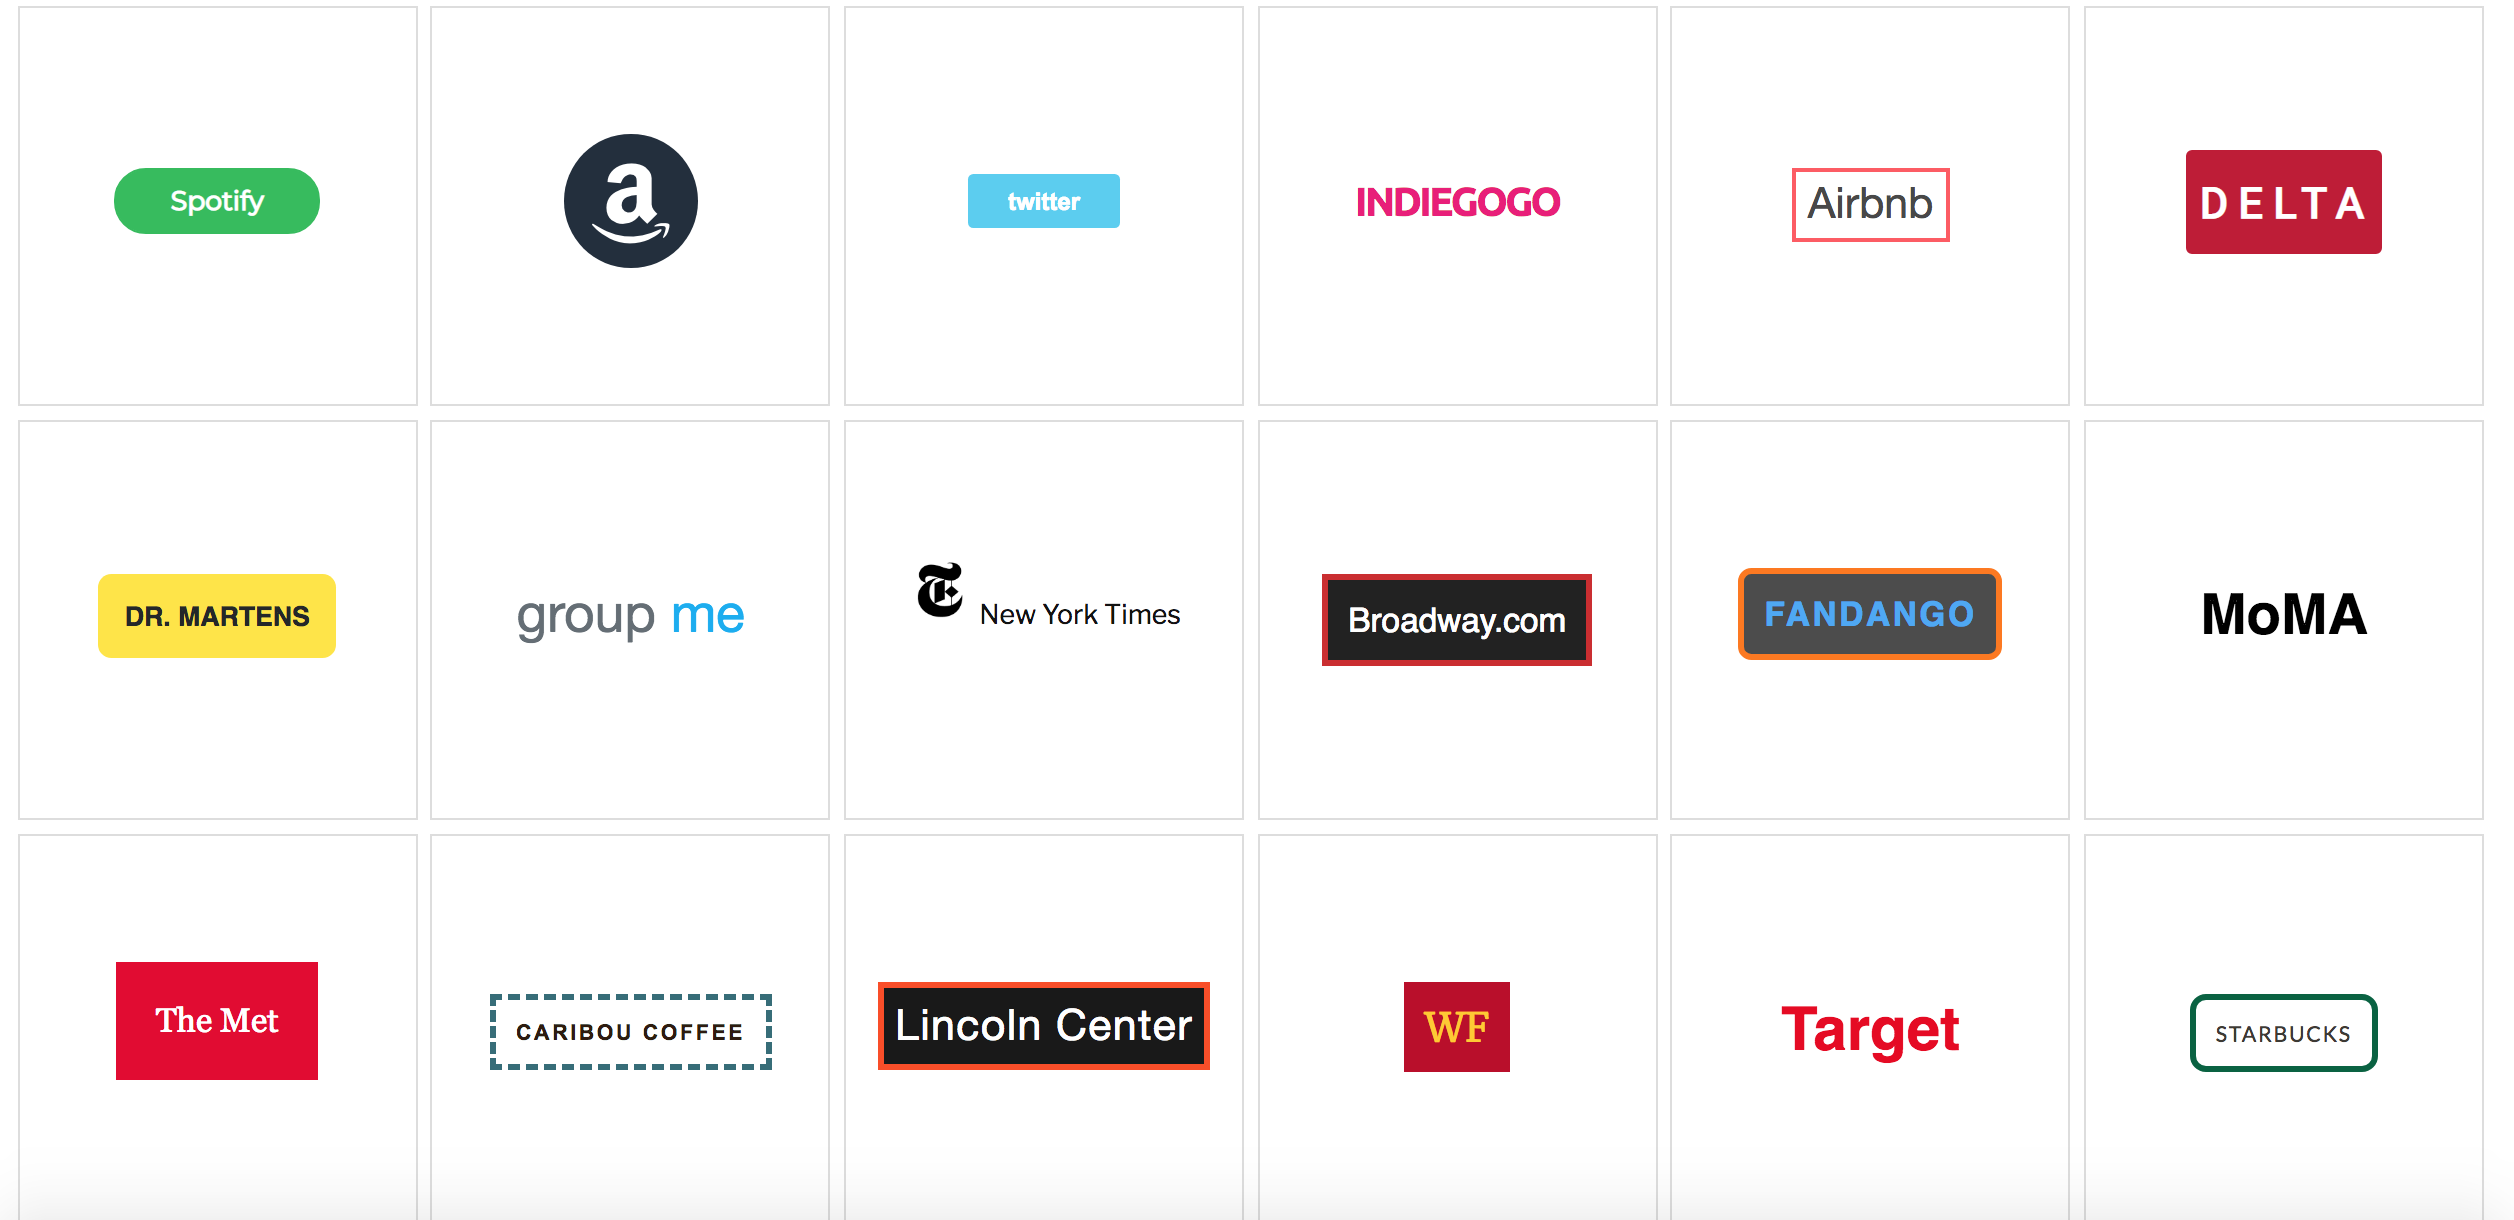 Spotify
a
twitter
INDIEGOGO
Airbnb
DELTA
DR. MARTENS
group me
T New York Times
Broadway.com
FANDANGO
MoMA
The Met
CARIBOU COFFEE
Lincoln Center
WF
Target
STARBUCKS